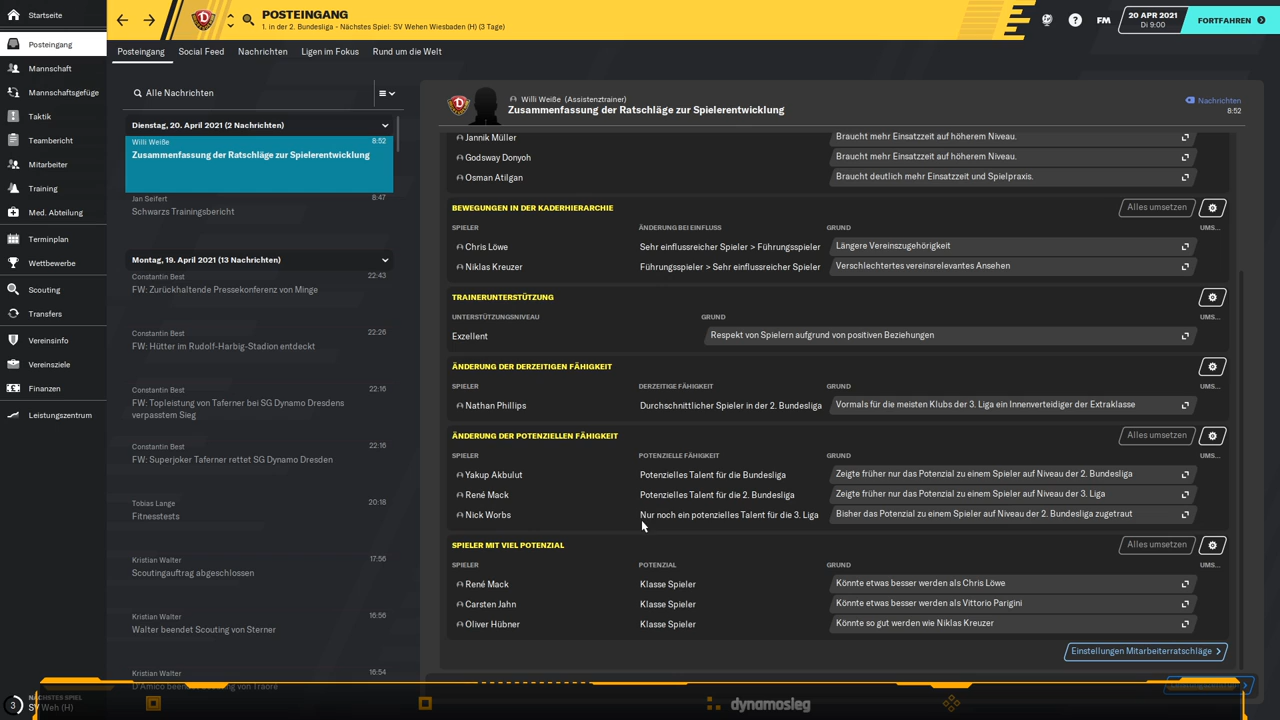 Startseite
Posteingang
Mannschaft
Mannschaftsgefüge
Taktik
Teambericht
Mitarbeiter
Training
Med. Abteilung
Terminplan
Wettbewerbe
Scouting
Transfers
Vereinsinfo
Vereinsziele
Finanzen
Leistungszentrum
POSTEINGANG
1. in der 2. Bundesliga - Nächstes Spiel: SV Wehen Wiesbaden (H) (3 Tage)
FM
20 APR 2021
Di 9:00
FORTFAHREN
Posteingang Social Feed Nachrichten Ligen im Fokus Rund um die Welt
Alle Nachrichten
Dienstag, 20. April 2021 (2 Nachrichten)
Willi Weiße 8:52
Zusammenfassung der Ratschläge zur Spielerentwicklung
Jan Seifert 8:47
Schwarzs Trainingsbericht
Montag, 19. April 2021 (13 Nachrichten)
Constantin Best 22:43
FW: Zurückhaltende Pressekonferenz von Minge
Constantin Best 22:26
FW: Hütter im Rudolf-Harbig-Stadion entdeckt
Constantin Best 22:16
FW: Topleistung von Taferner bei SG Dynamo Dresdens
verpasstem Sieg
Constantin Best 22:16
FW: Superjoker Taferner rettet SG Dynamo Dresden
Tobias Lange 20:18
Fitnesstests
Kristian Walter 17:56
Scoutingauftrag abgeschlossen
Kristian Walter 16:56
Walter beendet Scouting von Sterner
Kristian Walter 16:54
D'Amico beendet Scouting von Traoré
Willi Weiße (Assistenztrainer)
Zusammenfassung der Ratschläge zur Spielerentwicklung
Nachrichten
8:52
Jannik Müller Braucht mehr Einsatzzeit auf höherem Niveau.
Godsway Donyoh Braucht mehr Einsatzzeit auf höherem Niveau.
Osman Atilgan Braucht deutlich mehr Einsatzzeit und Spielpraxis.
BEWEGUNGEN IN DER KADERHIERARCHIE Alles umsetzen
SPIELER ÄNDERUNG BEI EINFLUSS GRUND UMS...
Chris Löwe Sehr einflussreicher Spieler > Führungsspieler Längere Vereinszugehörigkeit
Niklas Kreuzer Führungsspieler > Sehr einflussreicher Spieler Verschlechtertes vereinsrelevantes Ansehen
TRAINERUNTERSTÜTZUNG
UNTERSTÜTZUNGSNIVEAU GRUND UMS...
Exzellent Respekt von Spielern aufgrund von positiven Beziehungen
ÄNDERUNG DER DERZEITIGEN FÄHIGKEIT
SPIELER DERZEITIGE FÄHIGKEIT GRUND UMS...
Nathan Phillips Durchschnittlicher Spieler in der 2. Bundesliga Vormals für die meisten Klubs der 3. Liga ein Innenverteidiger der Extraklasse
ÄNDERUNG DER POTENZIELLEN FÄHIGKEIT Alles umsetzen
SPIELER POTENZIELLE FÄHIGKEIT GRUND UMS...
Yakup Akbulut Potenzielles Talent für die Bundesliga Zeigte früher nur das Potenzial zu einem Spieler auf Niveau der 2. Bundesliga
René Mack Potenzielles Talent für die 2. Bundesliga Zeigte früher nur das Potenzial zu einem Spieler auf Niveau der 3. Liga
Nick Worbs Nur noch ein potenzielles Talent für die 3. Liga Bisher das Potenzial zu einem Spieler auf Niveau der 2. Bundesliga zugetraut
SPIELER MIT VIEL POTENZIAL Alles umsetzen
SPIELER POTENZIAL GRUND UMS...
René Mack Klasse Spieler Könnte etwas besser werden als Chris Löwe
Carsten Jahn Klasse Spieler Könnte etwas besser werden als Vittorio Parigini
Oliver Hübner Klasse Spieler Könnte so gut werden wie Niklas Kreuzer
Einstellungen Mitarbeiterratschläge
3 NÄCHSTES SPIEL
SV Weh (H)
dynamosleg